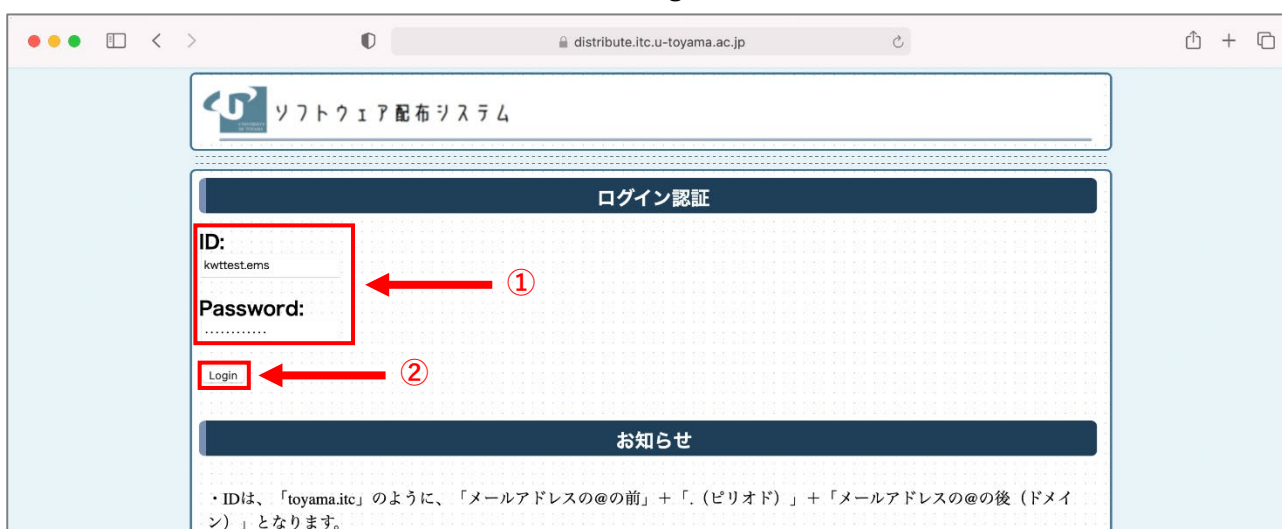 distribute.itc.u-toyama.ac.jp
ソフトウェア配布システム
ログイン認証
ID:
kwttest.ems
①
Password:
............
Login
②
お知らせ
・IDは、「toyama.itc」のように、「メールアドレスの@の前」+「.（ピリオド）」+「メールアドレスの@の後（ドメイ
ン）」となります。